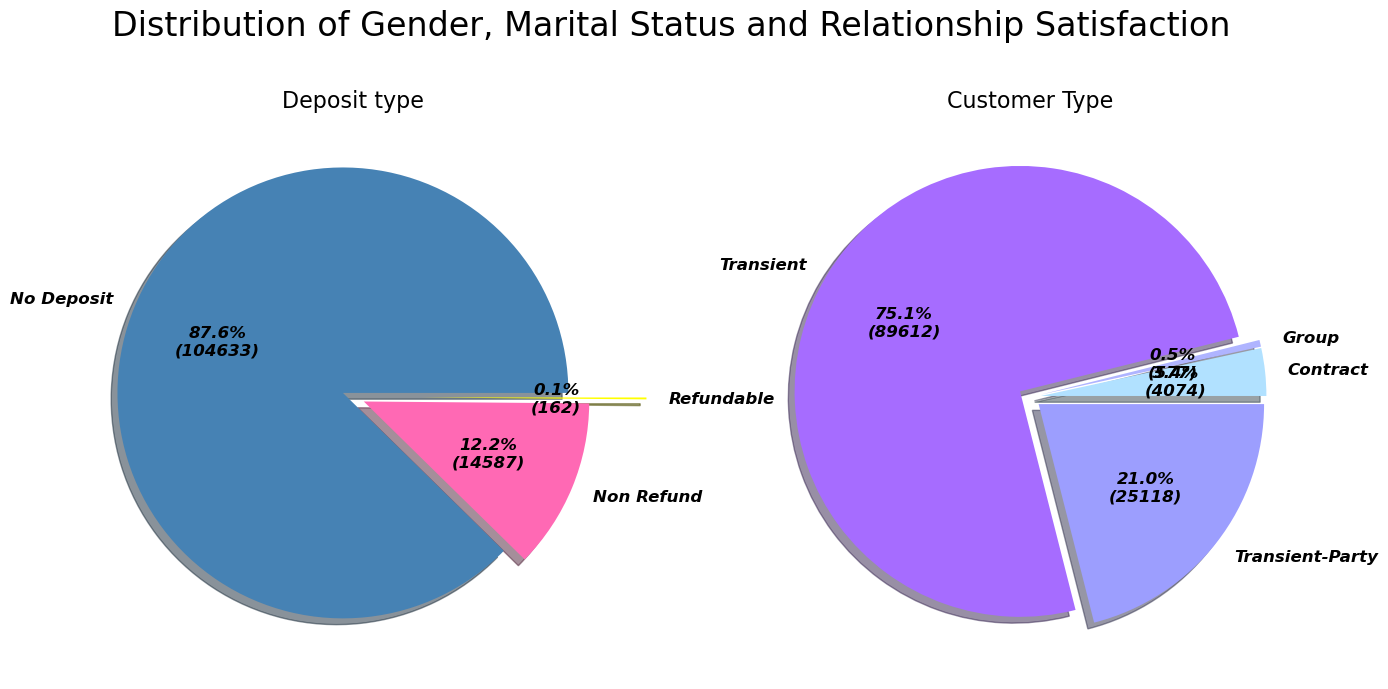 Distribution of Gender, Marital Status and Relationship Satisfaction
Deposit type
Customer Type
No Deposit
87.6%
(104633)
0.1%
(162)
Refundable
12.2%
(14587)
Non Refund
Transient
75.1%
(89612)
Group
0.5%
Contract
(4074)
21.0%
(25118)
Transient-Party